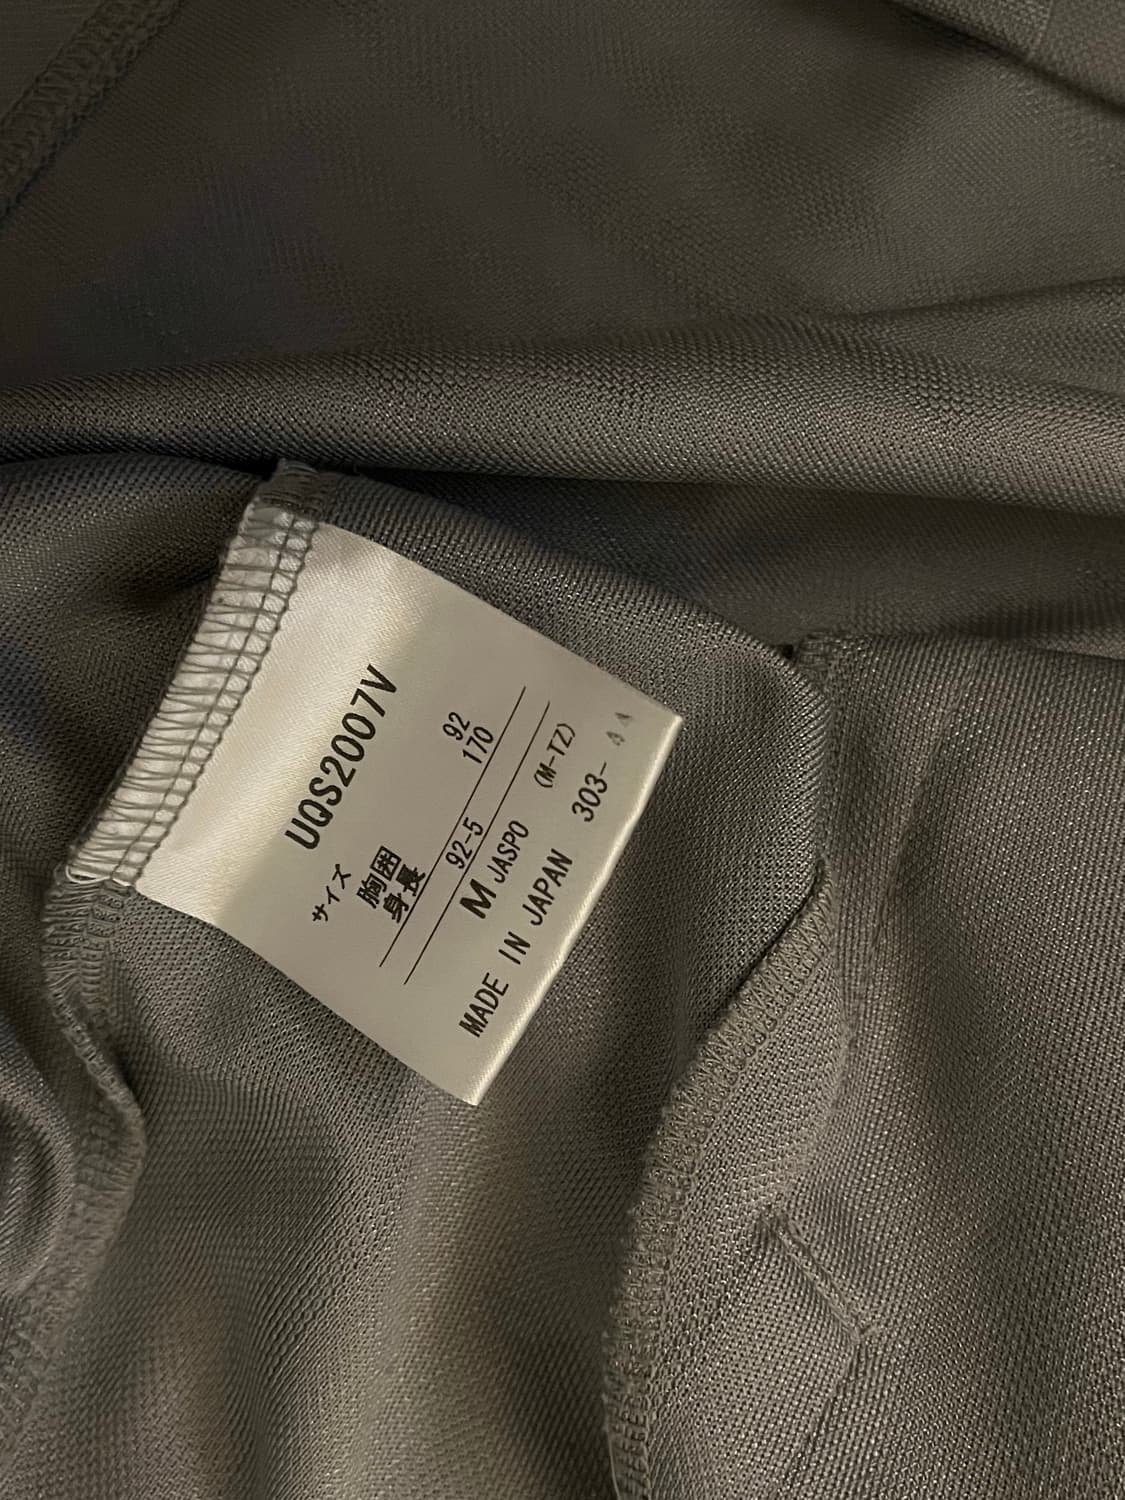 UQS2007V
サイズ
胸囲 92
身長 170
92-5
M JASPO (M-TZ)
MADE IN JAPAN 303-